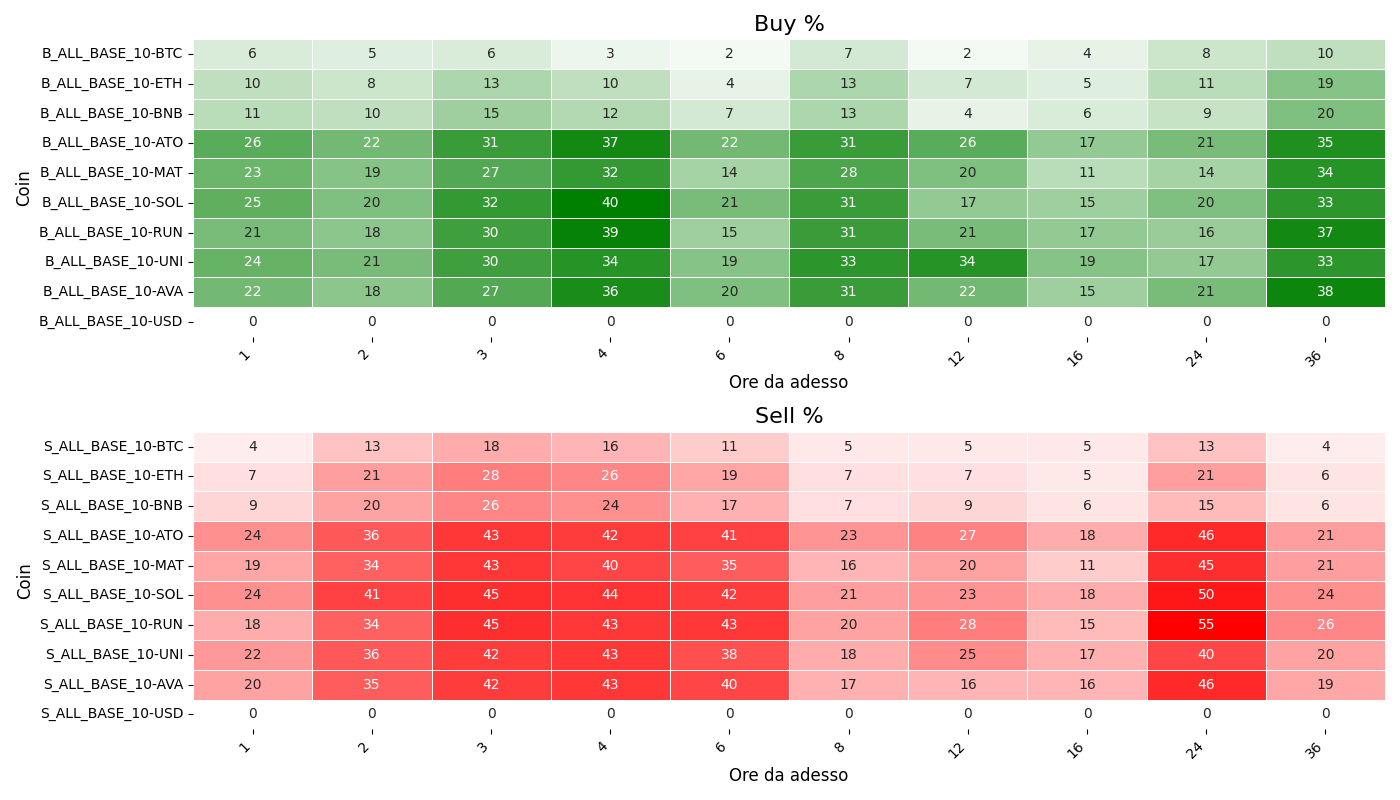 Buy %
Coin
B_ALL_BASE_10-BTC 6 5 6 3 2 7 2 4 8 10
B_ALL_BASE_10-ETH 10 8 13 10 4 13 7 5 11 19
B_ALL_BASE_10-BNB 11 10 15 12 7 13 4 6 9 20
B_ALL_BASE_10-ATO 26 22 31 37 22 31 26 17 21 35
B_ALL_BASE_10-MAT 23 19 27 32 14 28 20 11 14 34
B_ALL_BASE_10-SOL 25 20 32 40 21 31 17 15 20 33
B_ALL_BASE_10-RUN 21 18 30 39 15 31 21 17 16 37
B_ALL_BASE_10-UNI 24 21 30 34 19 33 34 19 17 33
B_ALL_BASE_10-AVA 22 18 27 36 20 31 22 15 21 38
B_ALL_BASE_10-USD 0 0 0 0 0 0 0 0 0 0
1 2 3 4 6 8 12 16 24 36
Ore da adesso
Sell %
Coin
S_ALL_BASE_10-BTC 4 13 18 16 11 5 5 5 13 4
S_ALL_BASE_10-ETH 7 21 28 26 19 7 7 5 21 6
S_ALL_BASE_10-BNB 9 20 26 24 17 7 9 6 15 6
S_ALL_BASE_10-ATO 24 36 43 42 41 23 27 18 46 21
S_ALL_BASE_10-MAT 19 34 43 40 35 16 20 11 45 21
S_ALL_BASE_10-SOL 24 41 45 44 42 21 23 18 50 24
S_ALL_BASE_10-RUN 18 34 45 43 43 20 28 15 55 26
S_ALL_BASE_10-UNI 22 36 42 43 38 18 25 17 40 20
S_ALL_BASE_10-AVA 20 35 42 43 40 17 16 16 46 19
S_ALL_BASE_10-USD 0 0 0 0 0 0 0 0 0 0
1 2 3 4 6 8 12 16 24 36
Ore da adesso